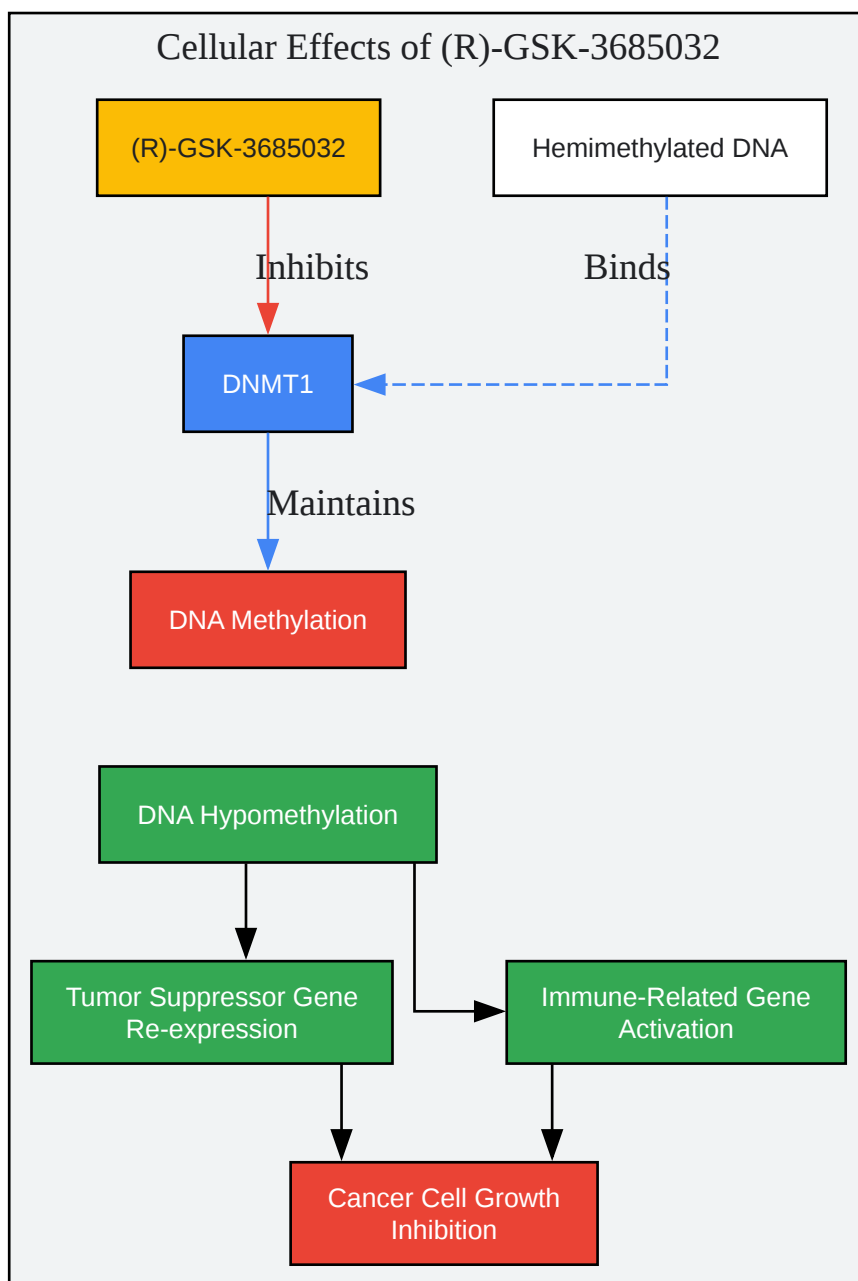 Cellular Effects of (R)-GSK-3685032
(R)-GSK-3685032
Hemimethylated DNA
Inhibits
Binds
DNMT1
Maintains
DNA Methylation
DNA Hypomethylation
Tumor Suppressor Gene
Re-expression
Immune-Related Gene
Activation
Cancer Cell Growth
Inhibition